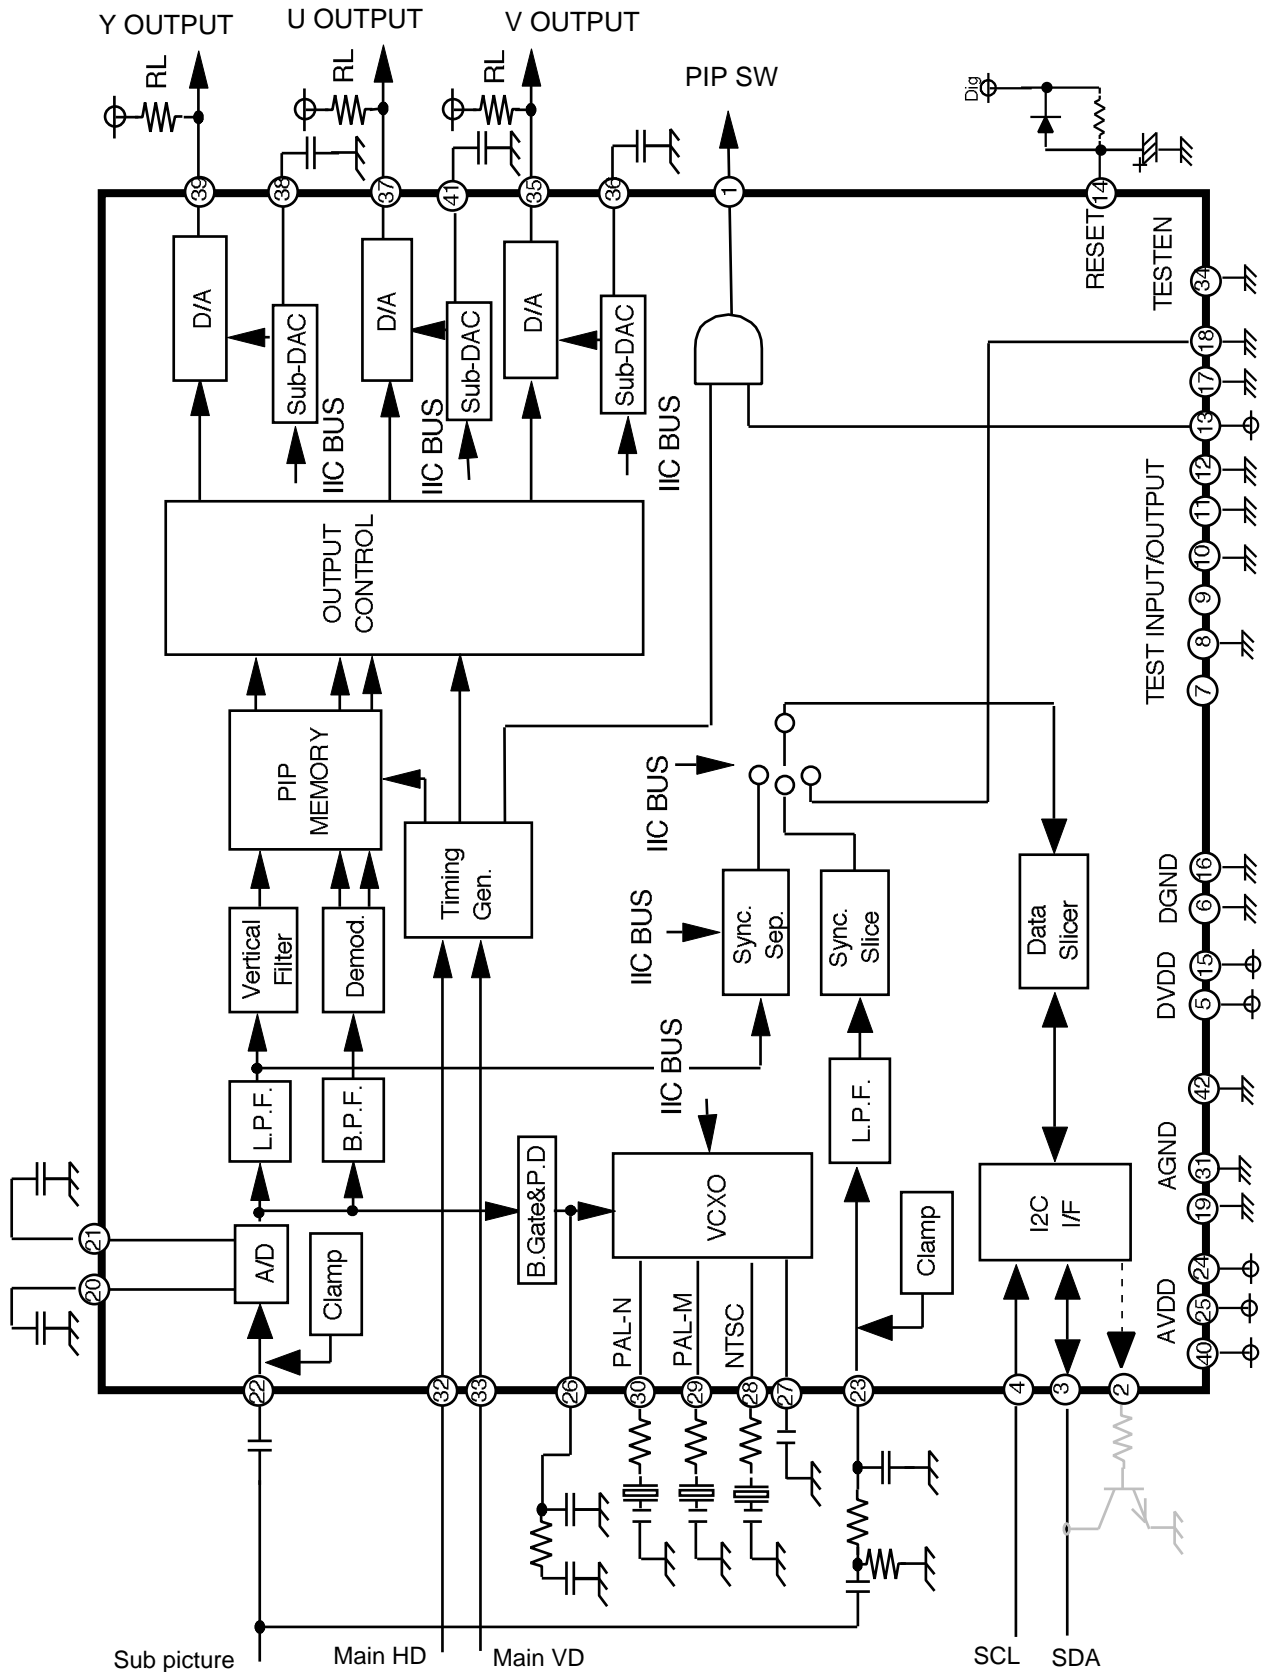 Y OUTPUT
U OUTPUT
V OUTPUT
PIP SW
RL
RL
RL
Dig
39
38
37
41
35
36
1
14
RESET
TESTEN
34
18
17
13
12
11
10
9
8
7
TEST INPUT/OUTPUT
D/A
D/A
D/A
Sub-DAC
Sub-DAC
Sub-DAC
IIC BUS
IIC BUS
IIC BUS
OUTPUT
CONTROL
PIP
MEMORY
Timing
Gen.
Vertical
Filter
Demod.
L.P.F.
B.P.F.
IIC BUS
IIC BUS
IIC BUS
Sync.
Sep.
Sync.
Slice
Data
Slicer
L.P.F.
16
6
DGND
15
5
DVDD
42
31
19
AGND
24
25
40
AVDD
21
20
A/D
Clamp
B.Gate&P.D
VCXO
PAL-N
PAL-M
NTSC
Clamp
I2C
I/F
22
32
33
26
30
29
28
27
23
4
3
2
Sub picture
Main HD
Main VD
SCL
SDA